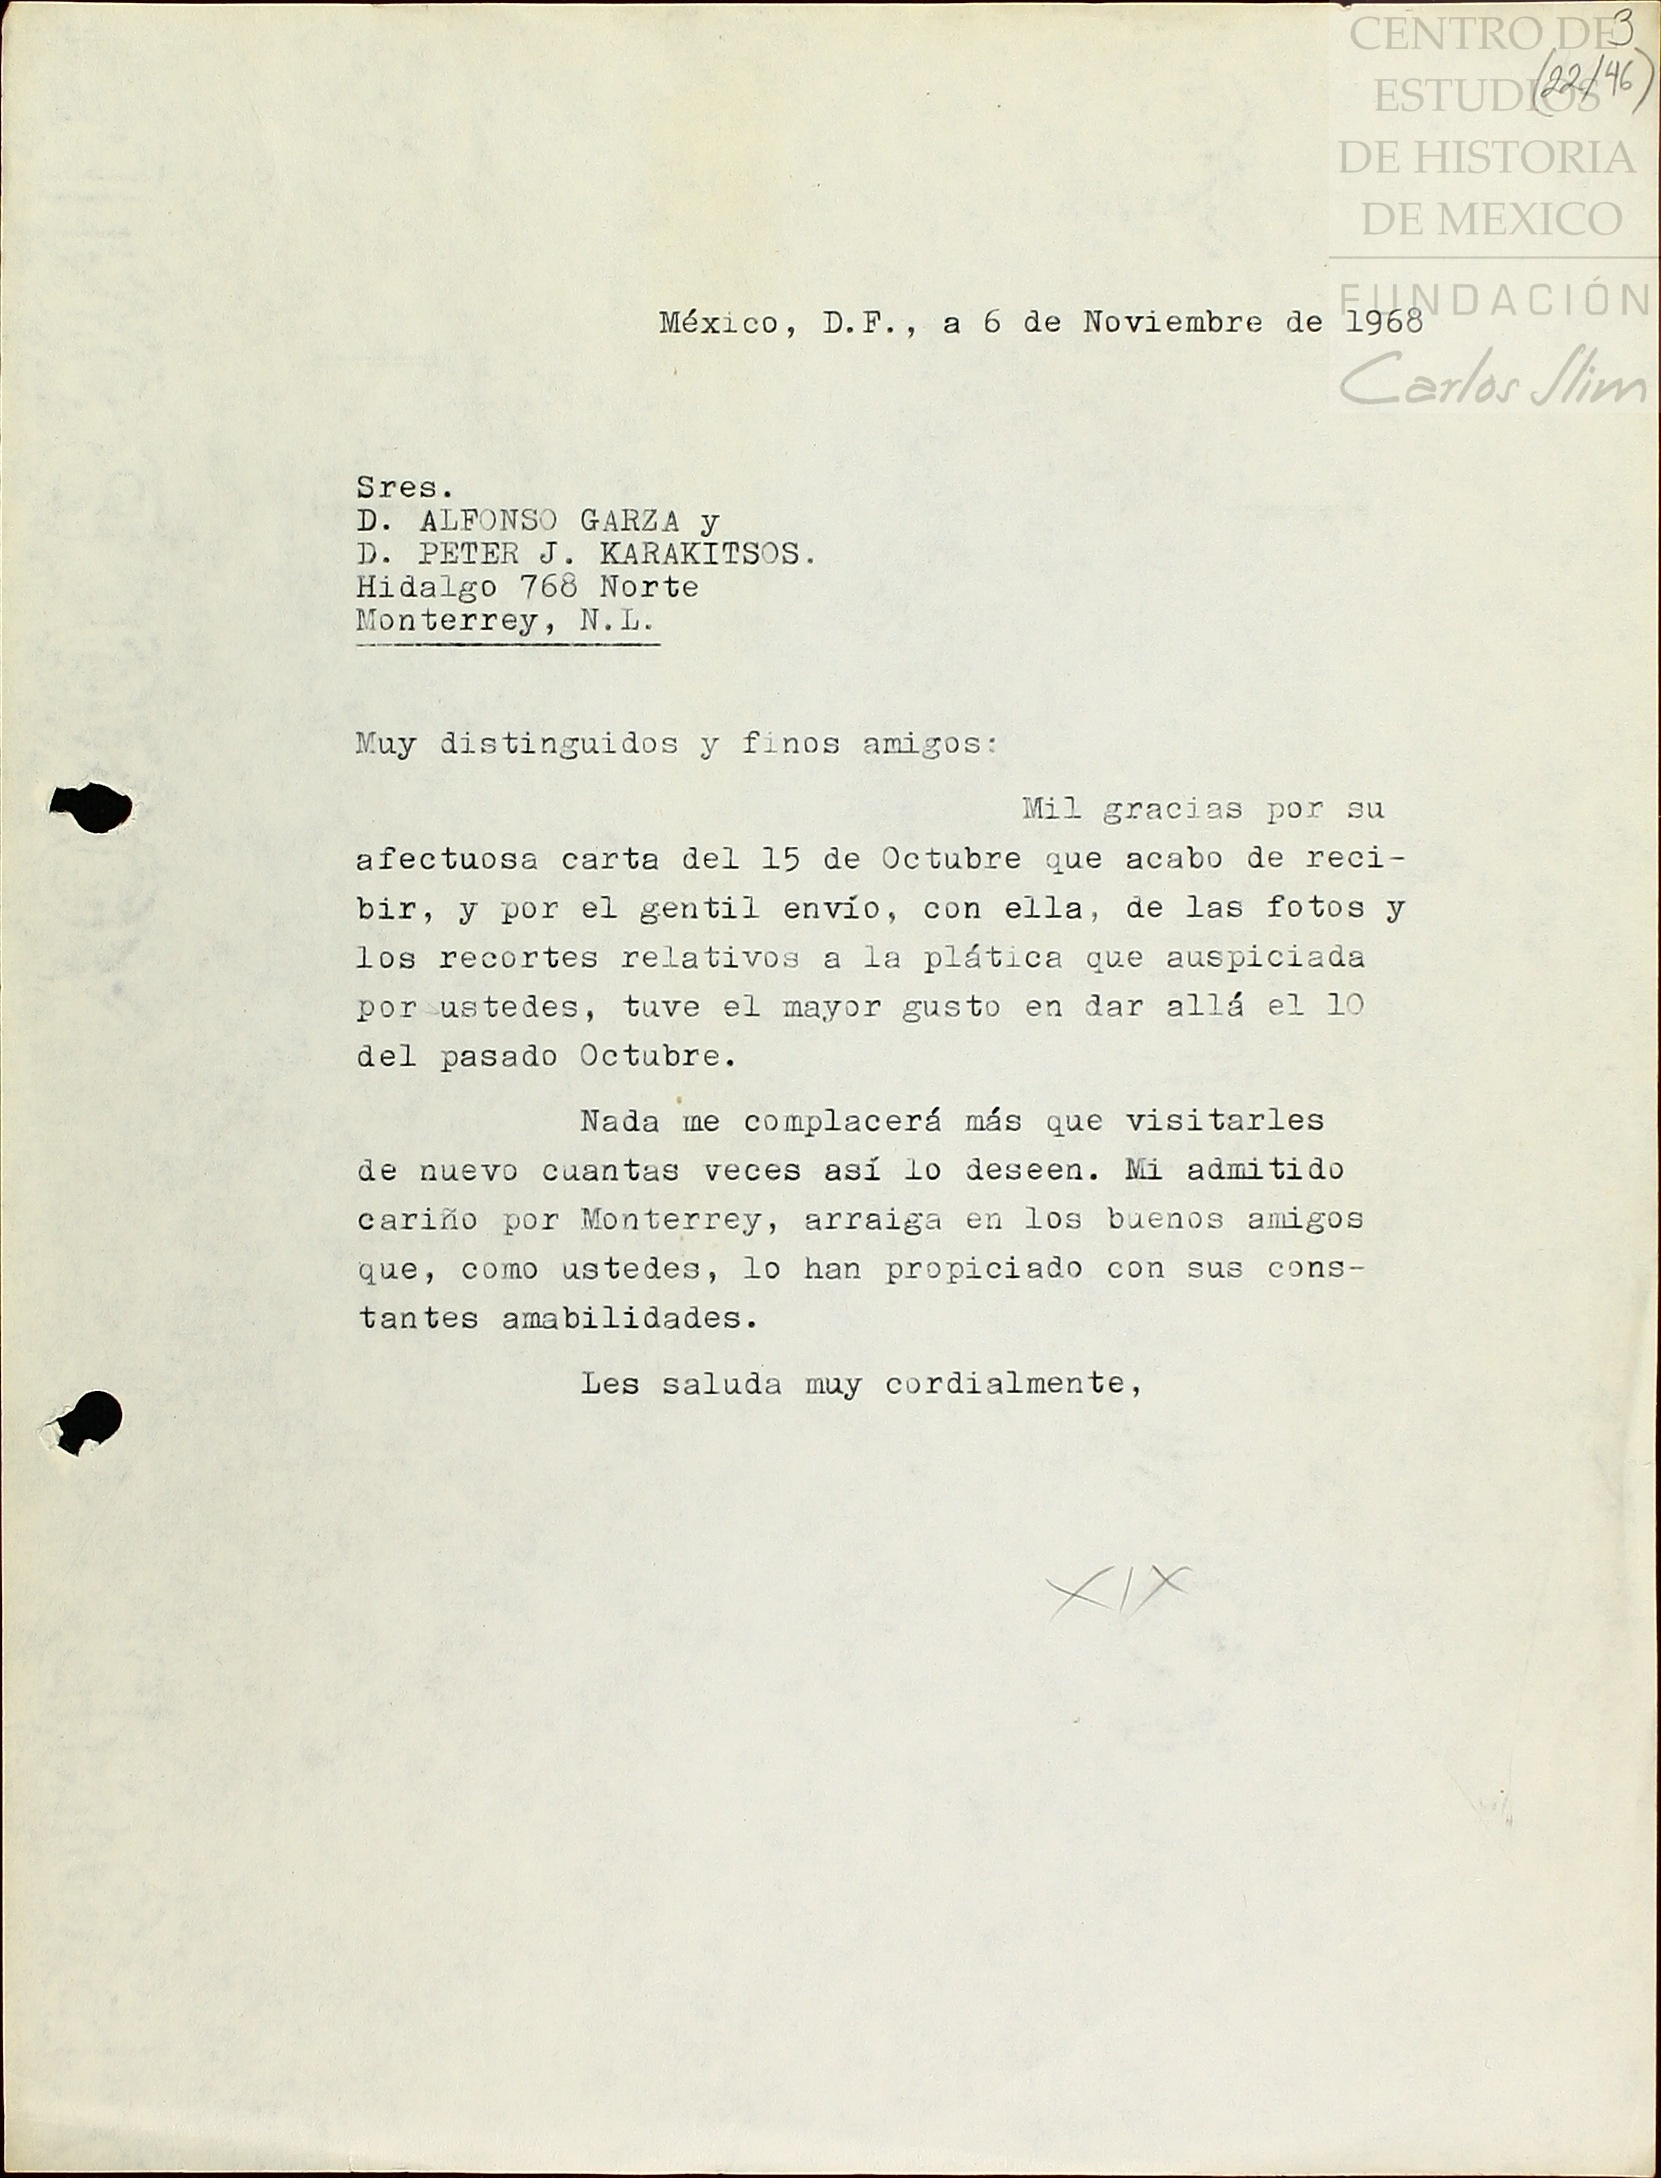 CENTRO DE
ESTUDIOS
DE HISTORIA
DE MEXICO
FUNDACIÓN
Carlos Slim
3
(22/46)
México, D.F., a 6 de Noviembre de 1968
Sres.
D. ALFONSO GARZA y
D. PETER J. KARAKITSOS.
Hidalgo 768 Norte
Monterrey, N.L.
Muy distinguidos y finos amigos:
Mil gracias por su
afectuosa carta del 15 de Octubre que acabo de reci-
bir, y por el gentil envío, con ella, de las fotos y
los recortes relativos a la plática que auspiciada
por ustedes, tuve el mayor gusto en dar allá el 10
del pasado Octubre.
Nada me complacerá más que visitarles
de nuevo cuantas veces así lo deseen. Mi admitido
cariño por Monterrey, arraiga en los buenos amigos
que, como ustedes, lo han propiciado con sus cons-
tantes amabilidades.
Les saluda muy cordialmente,
XIX